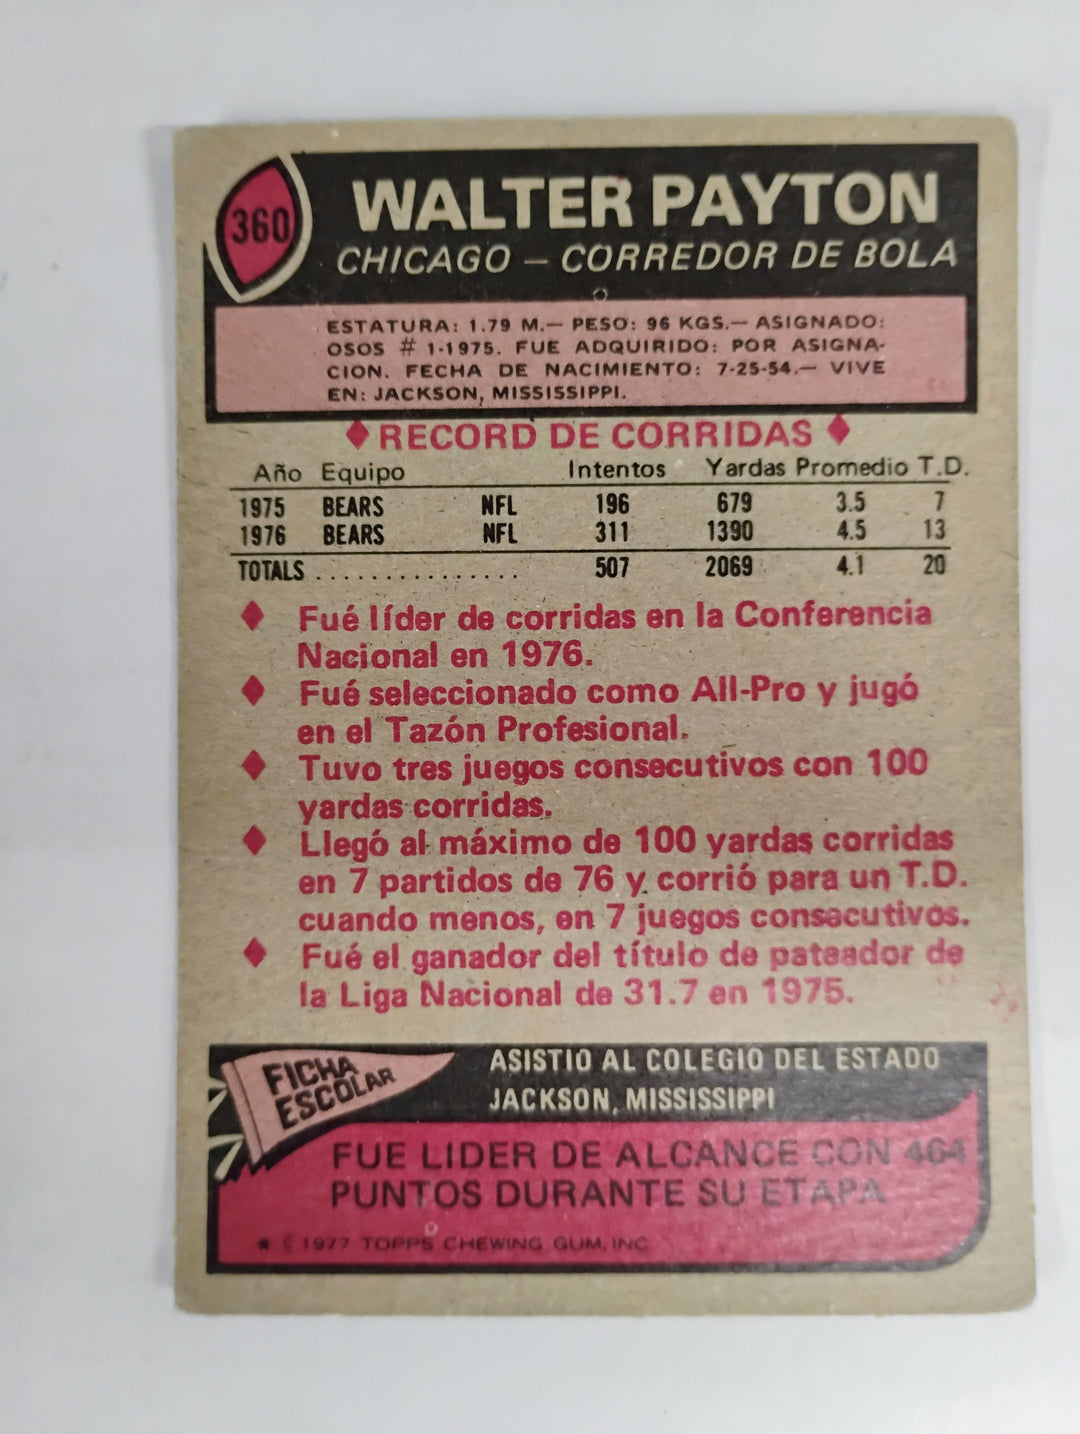 360
WALTER PAYTON
CHICAGO – CORREDOR DE BOLA
ESTATURA: 1.79 M.— PESO: 96 KGS.— ASIGNADO:
OSOS # 1-1975. FUE ADQUIRIDO: POR ASIGNA-
CION. FECHA DE NACIMIENTO: 7-25-54.— VIVE
EN: JACKSON, MISSISSIPPI.
♦ RECORD DE CORRIDAS ♦
Año Equipo Intentos Yardas Promedio T.D.
1975 BEARS NFL 196 679 3.5 7
1976 BEARS NFL 311 1390 4.5 13
TOTALS ................ 507 2069 4.1 20
♦ Fué líder de corridas en la Conferencia
Nacional en 1976.
♦ Fué seleccionado como All-Pro y jugó
en el Tazón Profesional.
♦ Tuvo tres juegos consecutivos con 100
yardas corridas.
♦ Llegó al máximo de 100 yardas corridas
en 7 partidos de 76 y corrió para un T.D.
cuando menos, en 7 juegos consecutivos.
♦ Fué el ganador del título de pateador de
la Liga Nacional de 31.7 en 1975.
FICHA
ESCOLAR
ASISTIO AL COLEGIO DEL ESTADO
JACKSON, MISSISSIPPI
FUE LIDER DE ALCANCE CON 464
PUNTOS DURANTE SU ETAPA
* © 1977 TOPPS CHEWING GUM, INC.